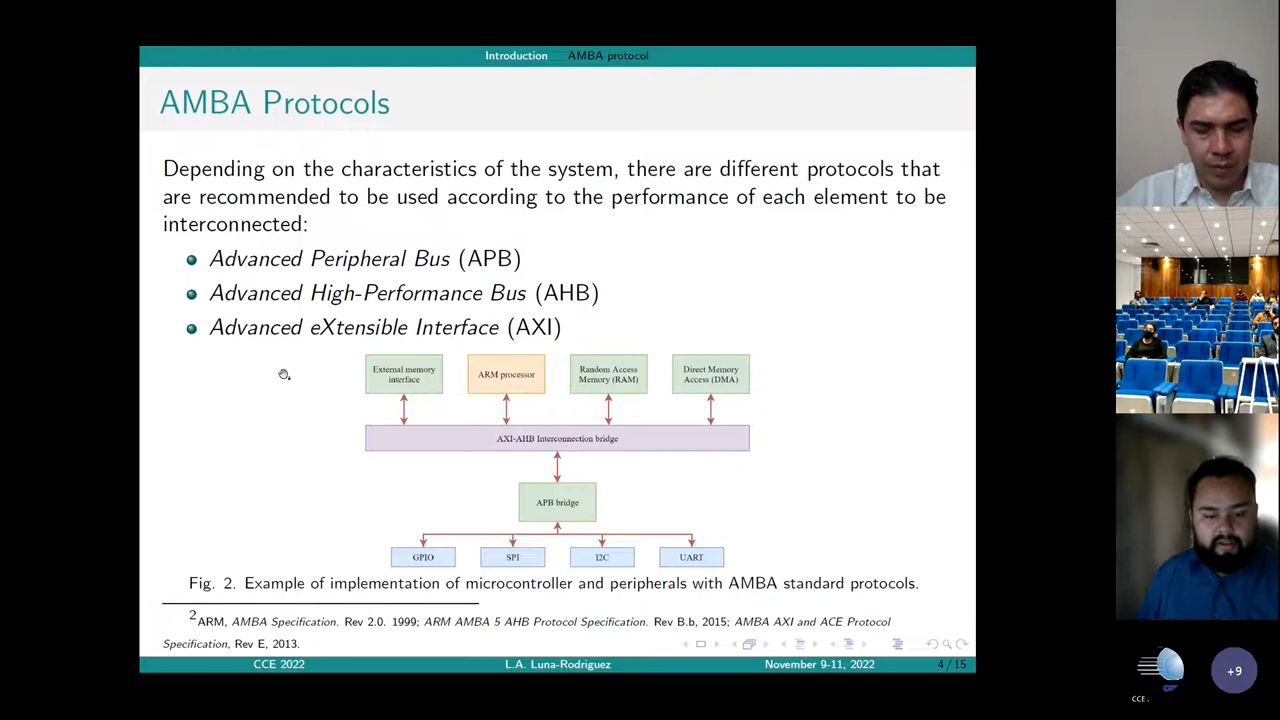 Introduction AMBA protocol
AMBA Protocols
Depending on the characteristics of the system, there are different protocols that
are recommended to be used according to the performance of each element to be
interconnected:
Advanced Peripheral Bus (APB)
Advanced High-Performance Bus (AHB)
Advanced eXtensible Interface (AXI)
External memory
interface
ARM processor
Random Access
Memory (RAM)
Direct Memory
Access (DMA)
AXI-AHB Interconnection bridge
APB bridge
GPIO
SPI
I2C
UART
Fig. 2. Example of implementation of microcontroller and peripherals with AMBA standard protocols.
2ARM, AMBA Specification. Rev 2.0. 1999; ARM AMBA 5 AHB Protocol Specification. Rev B.b, 2015; AMBA AXI and ACE Protocol
Specification, Rev E, 2013.
CCE 2022 L.A. Luna-Rodriguez November 9-11, 2022 4 / 15
CCE.
+9